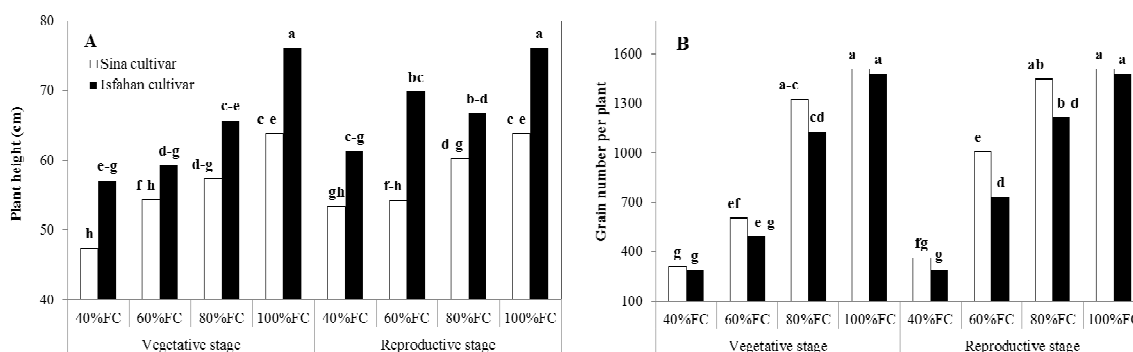 A
Sina cultivar
Isfahan cultivar
Plant height (cm)
80
70
60
50
40
h
e-g
f-h
d-g
d-g
c-e
c e
a
gh
c-g
f-h
bc
d g
b-d
c e
a
40%FC 60%FC 80%FC 100%FC 40%FC 60%FC 80%FC 100%FC
Vegetative stage Reproductive stage
B
Grain number per plant
1600
1300
1000
700
400
100
g
g
ef
e g
a-c
cd
a
a
fg
g
e
d
ab
b d
a
a
40%FC 60%FC 80%FC 100%FC 40%FC 60%FC 80%FC 100%FC
Vegetative stage Reproductive stage